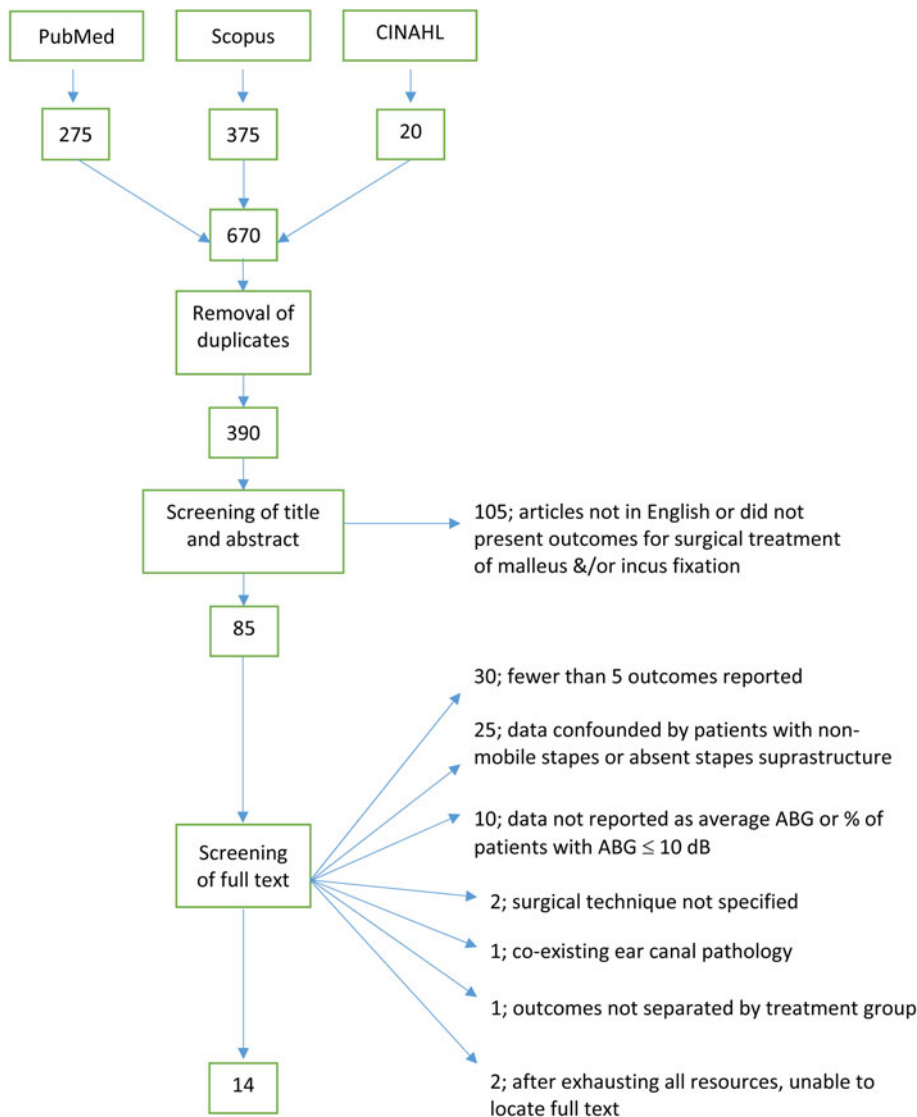 PubMed
Scopus
CINAHL
275
375
20
670
Removal of
duplicates
390
Screening of title
and abstract
105; articles not in English or did not
present outcomes for surgical treatment
of malleus &/or incus fixation
85
30; fewer than 5 outcomes reported
25; data confounded by patients with non-
mobile stapes or absent stapes suprastructure
10; data not reported as average ABG or % of
patients with ABG ≤ 10 dB
Screening
of full text
2; surgical technique not specified
1; co-existing ear canal pathology
1; outcomes not separated by treatment group
2; after exhausting all resources, unable to
locate full text
14